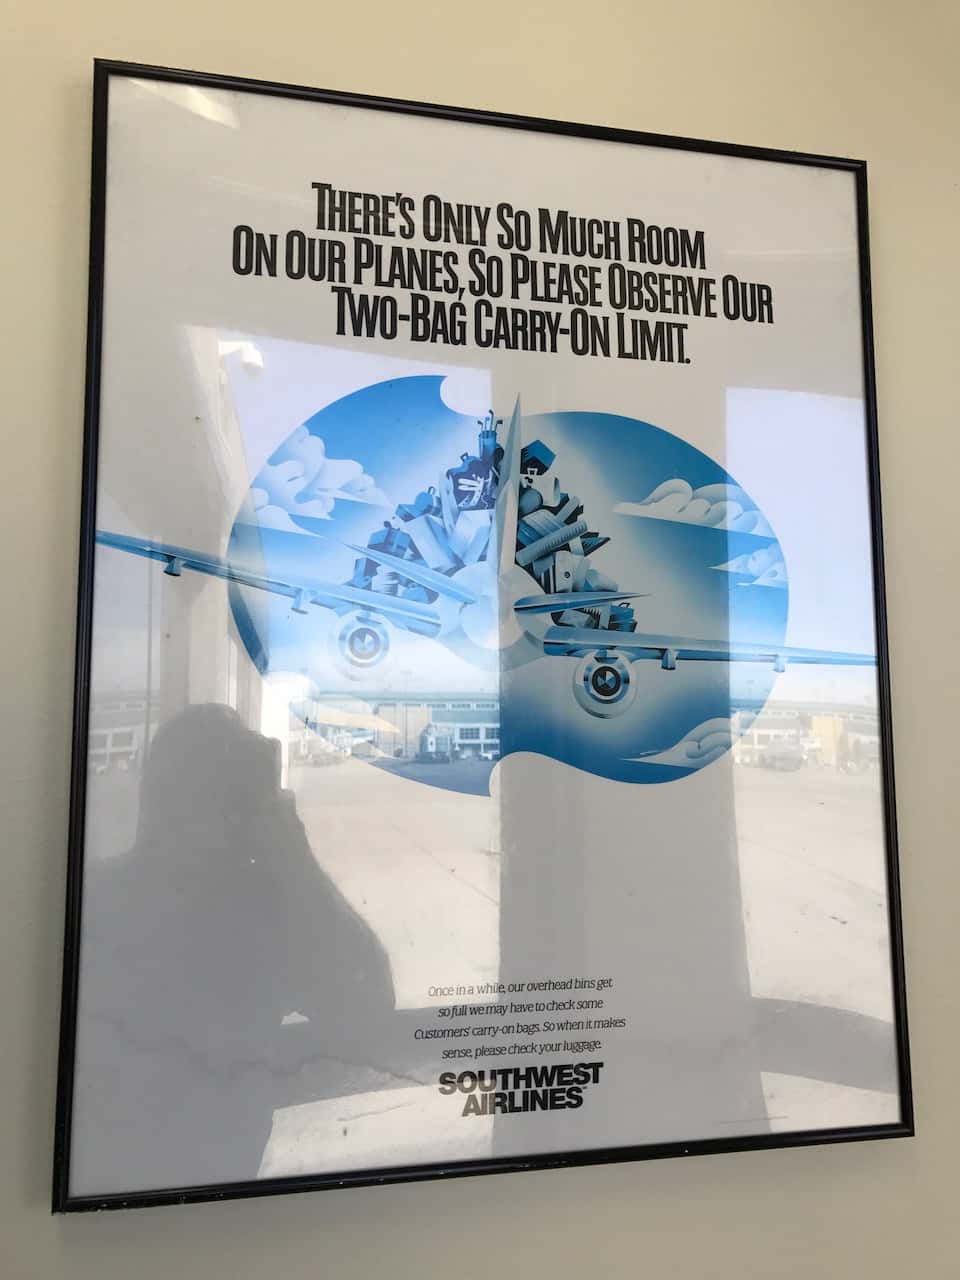 There's Only So Much Room
On Our Planes, So Please Observe Our
Two-Bag Carry-On Limit.
Once in a while, our overhead bins get
so full we may have to check some
Customers' carry-on bags. So when it makes
sense, please check your luggage.
SOUTHWEST
AIRLINES